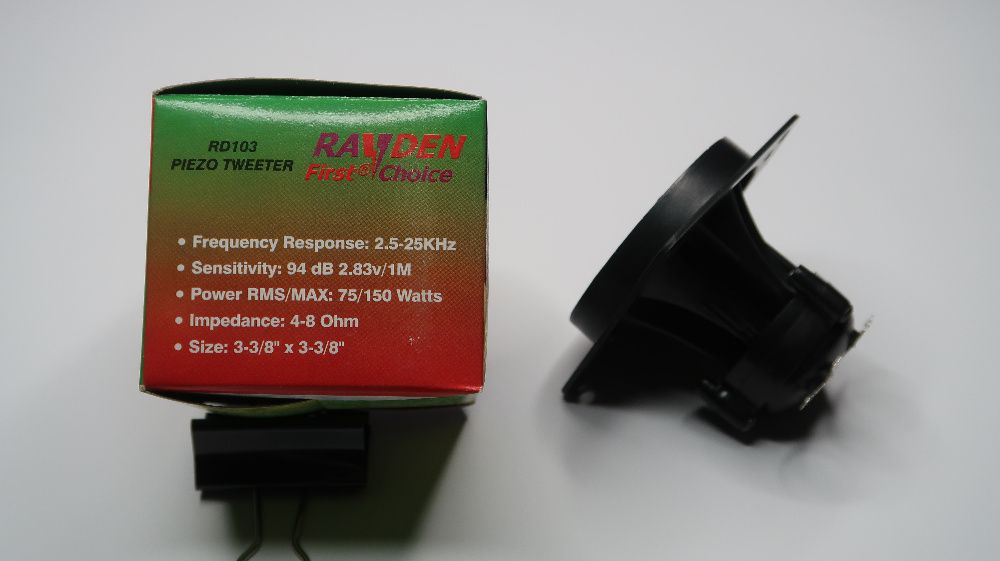 RD103
PIEZO TWEETER
RAVDEN
First® Choice
• Frequency Response: 2.5-25KHz
• Sensitivity: 94 dB 2.83v/1M
• Power RMS/MAX: 75/150 Watts
• Impedance: 4-8 Ohm
• Size: 3-3/8" x 3-3/8"